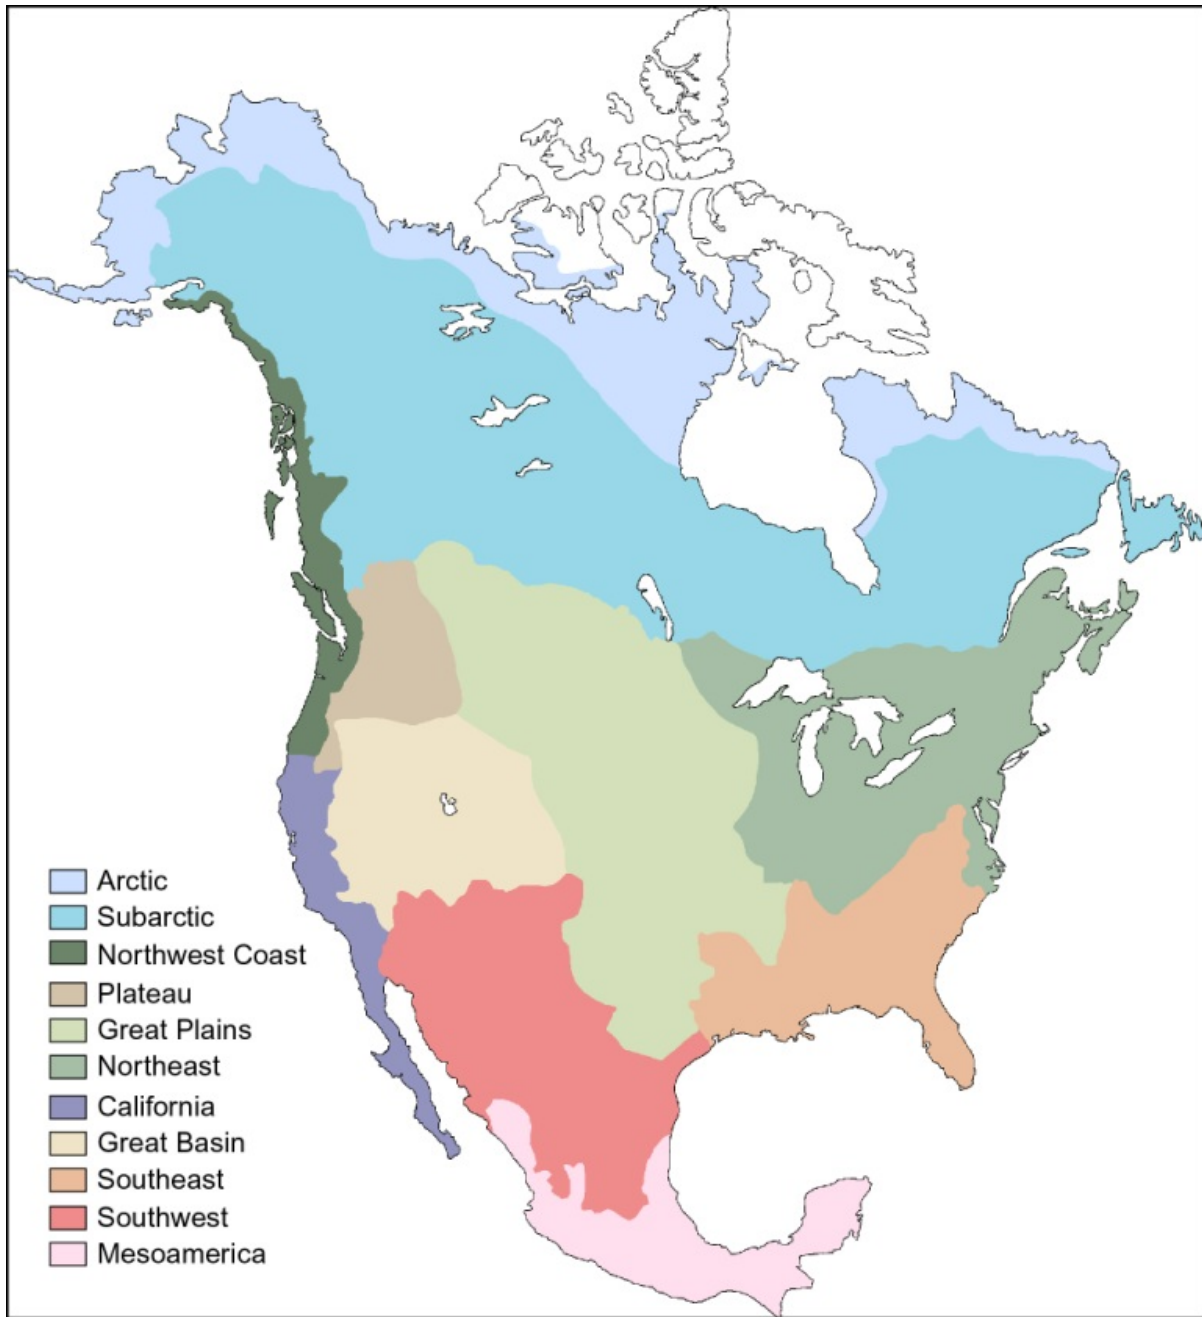 Arctic
Subarctic
Northwest Coast
Plateau
Great Plains
Northeast
California
Great Basin
Southeast
Southwest
Mesoamerica